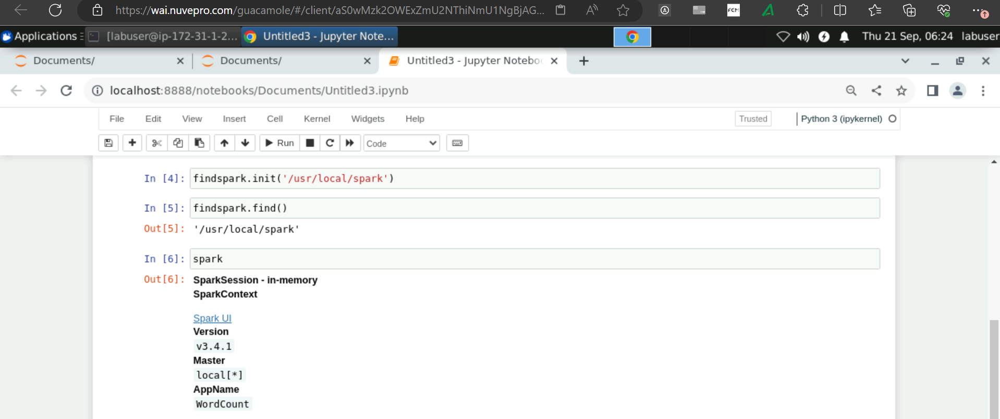 https://wai.nuvepro.com/guacamole/#/client/aS0wMzk2OWExZmU2NThiNmU1NgBjAG...
FCM
Applications
[labuser@ip-172-31-1-2...
Untitled3 - Jupyter Note...
Thu 21 Sep, 06:24 labuser
Documents/
Documents/
Untitled3 - Jupyter Noteboo
localhost:8888/notebooks/Documents/Untitled3.ipynb
File Edit View Insert Cell Kernel Widgets Help
Trusted
Python 3 (ipykernel)
Run
Code
In [4]: findspark.init('/usr/local/spark')
In [5]: findspark.find()
Out[5]: '/usr/local/spark'
In [6]: spark
Out[6]: SparkSession - in-memory
SparkContext
Spark UI
Version
v3.4.1
Master
local[*]
AppName
WordCount